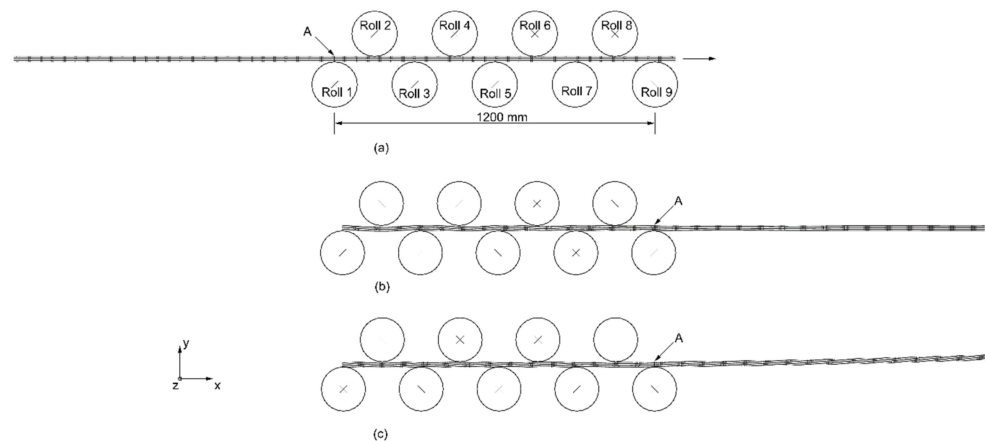 Roll 2 Roll 4 Roll 6 Roll 8
A
Roll 1 Roll 3 Roll 5 Roll 7 Roll 9
1200 mm
(a)
A
(b)
A
y
z x
(c)